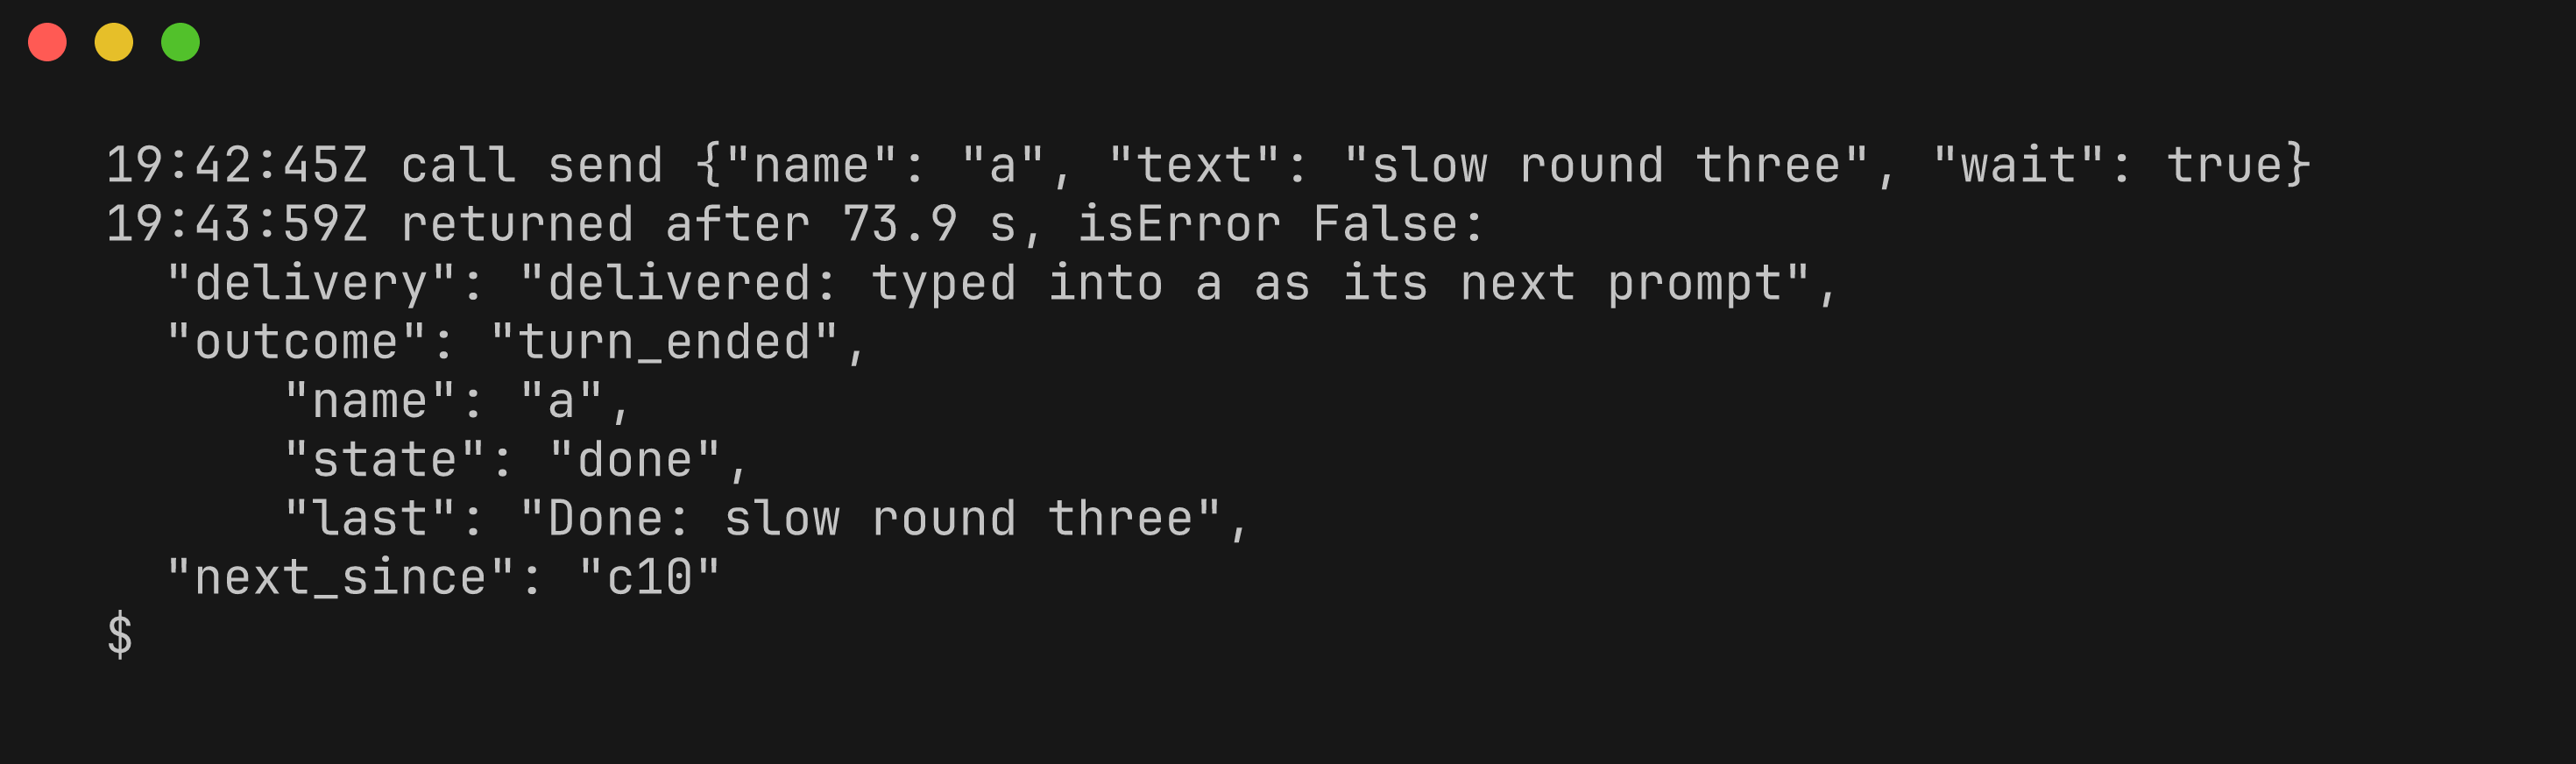 19:42:45Z call send {"name": "a", "text": "slow round three", "wait": true}
19:43:59Z returned after 73.9 s, isError False:
  "delivery": "delivered: typed into a as its next prompt",
  "outcome": "turn_ended",
      "name": "a",
      "state": "done",
      "last": "Done: slow round three",
  "next_since": "c10"
$